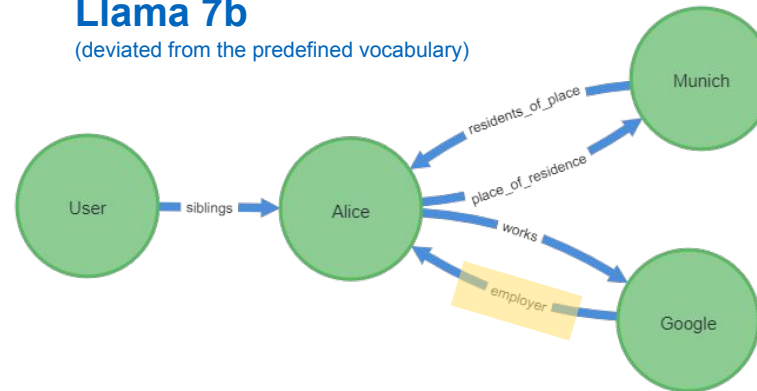 Llama 7b
(deviated from the predefined vocabulary)
Munich
residents_of_place
place_of_residence
User
siblings
Alice
works
employer
Google